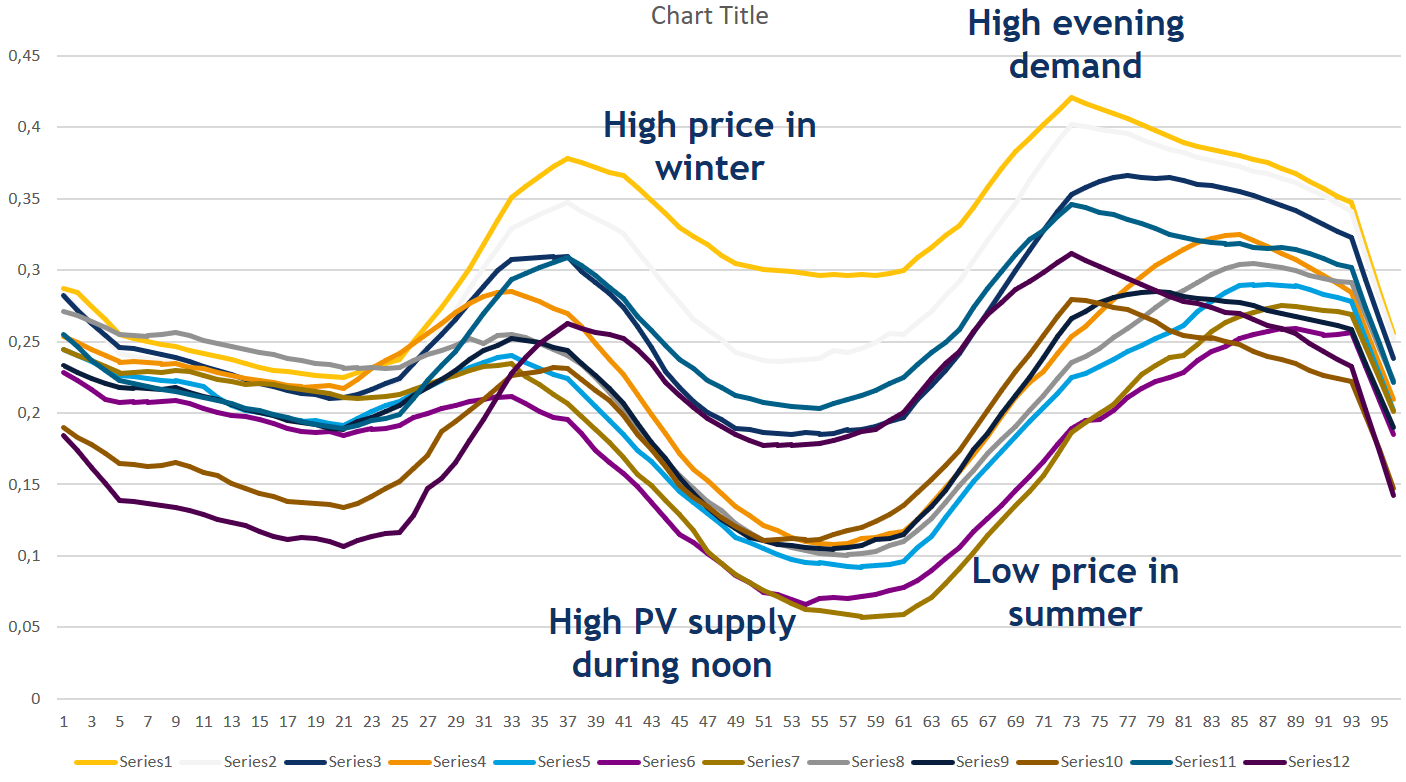 Chart Title
High evening
demand
High price in
winter
Low price in
summer
High PV supply
during noon
0,45
0,4
0,35
0,3
0,25
0,2
0,15
0,1
0,05
0
1 3 5 7 9 11 13 15 17 19 21 23 25 27 29 31 33 35 37 39 41 43 45 47 49 51 53 55 57 59 61 63 65 67 69 71 73 75 77 79 81 83 85 87 89 91 93 95
Series1 Series2 Series3 Series4 Series5 Series6 Series7 Series8 Series9 Series10 Series11 Series12